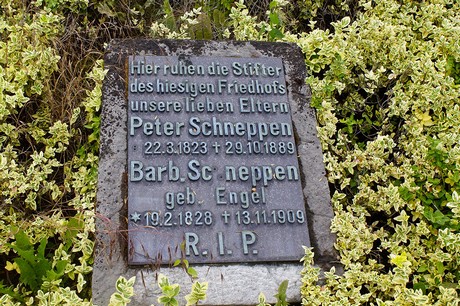 Hier ruhen die Stifter
des hiesigen Friedhofs
unsere lieben Eltern
Peter Schneppen
22.3.1823 +29.10.1889
Barb. Sc neppen
geb. Engel
*19.2.1828 +13.11.1909
R.I.P.